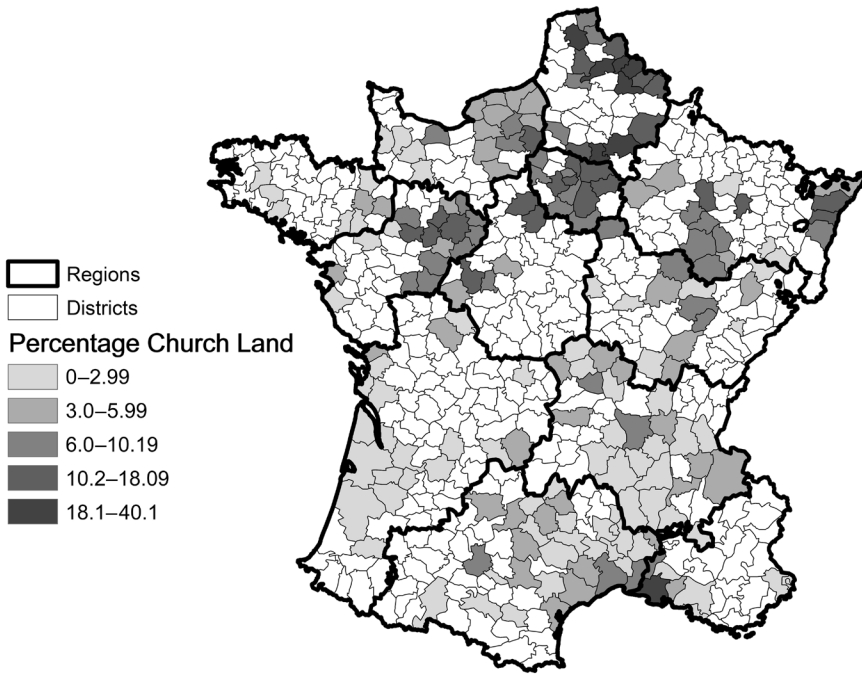 Regions
Districts
Percentage Church Land
0–2.99
3.0–5.99
6.0–10.19
10.2–18.09
18.1–40.1